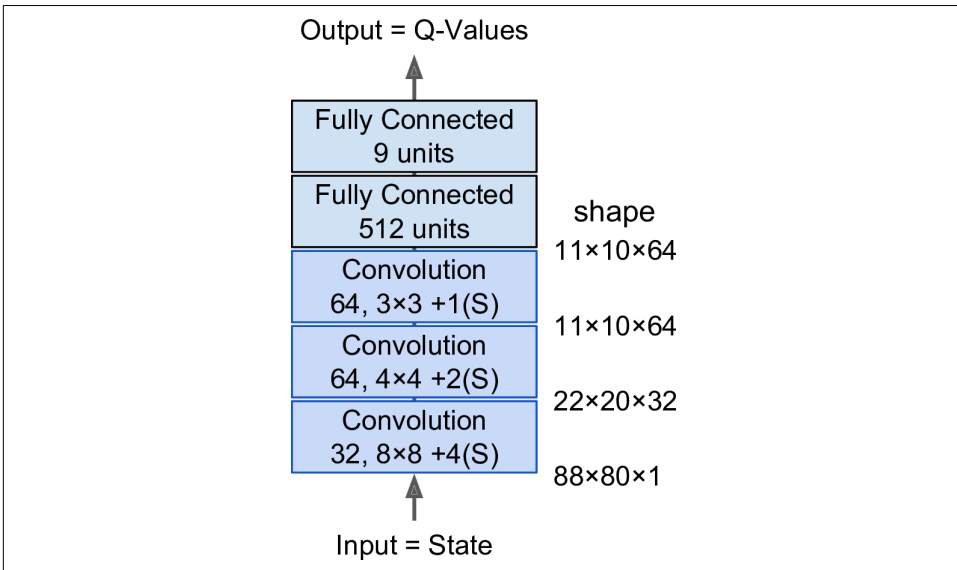 Output = Q-Values
Fully Connected
9 units
Fully Connected
512 units
shape
11×10×64
Convolution
64, 3×3 +1(S)
11×10×64
Convolution
64, 4×4 +2(S)
22×20×32
Convolution
32, 8×8 +4(S)
88×80×1
Input = State